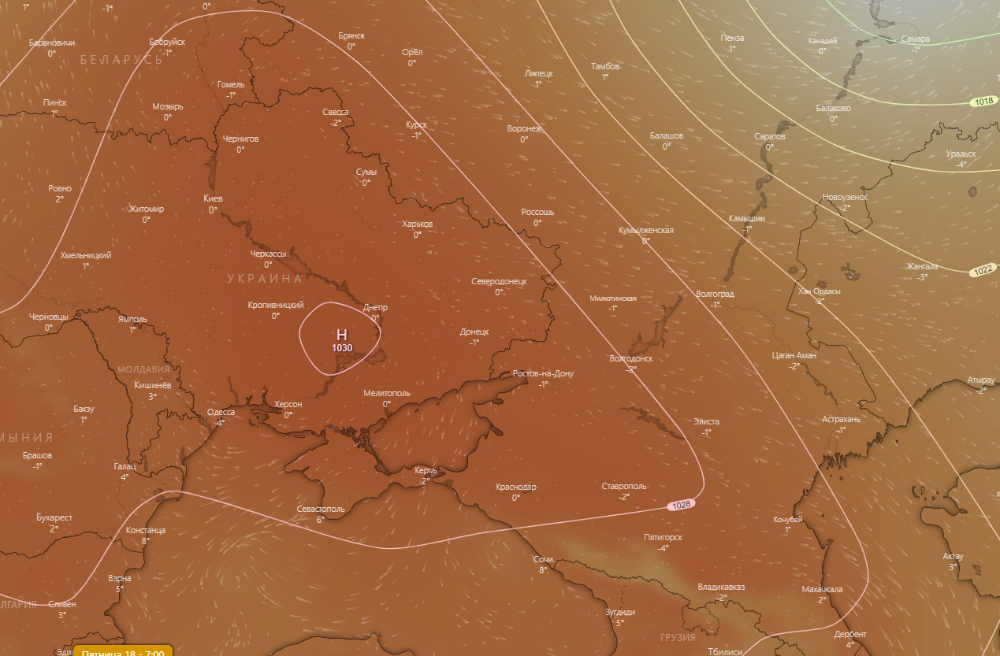 1°
-1°
0°
Барановичи
0°
БЕЛАРУСЬ
Бобруйск
-1°
Брянск
0°
Орёл
0°
Липецк
1°
Тамбов
1°
Пенза
1°
Канадей
0°
Самара
-1°
Гомель
-1°
1018
Пинск
1°
Мозырь
0°
Свесса
-2°
Курск
-1°
Воронеж
0°
Балашов
0°
Балаково
0°
Саратов
0°
Чернигов
0°
Уральск
-4°
Сумы
0°
Ровно
2°
Киев
0°
Житомир
0°
Харьков
0°
Россошь
0°
Кумылженская
0°
Камышин
-1°
Новоузенск
-2°
Хмельницкий
1°
Черкассы
0°
УКРАИНА
Жангала
-3°
1022
Северодонецк
0°
Милютинская
-1°
Волгоград
-1°
Хан Ордасы
-2°
Кропивницкий
0°
Днепр
0°
Черновцы
0°
Ямполь
1°
Н
1030
Донецк
-1°
Волгодонск
-2°
Цаган Аман
-2°
МОЛДАВИЯ
Кишинёв
3°
Ростов-на-Дону
-1°
Атырау
-2°
Мелитополь
0°
Бакэу
1°
Одесса
4°
Херсон
0°
Элиста
-1°
Астрахань
-1°
МЫНИЯ
Брашов
-1°
Галац
4°
Керчь
2°
Краснодар
0°
Ставрополь
-2°
1028
Севастополь
6°
Бухарест
2°
Констанца
8°
Кочубей
1°
Пятигорск
-4°
Сочи
8°
Актау
3°
Варна
5°
Владикавказ
-2°
Махачкала
2°
ЛГАРИЯ
Сливен
3°
Зугдиди
5°
ГРУЗИЯ
Дербент
4°
Тбилиси
Пятница 18 - 7:00